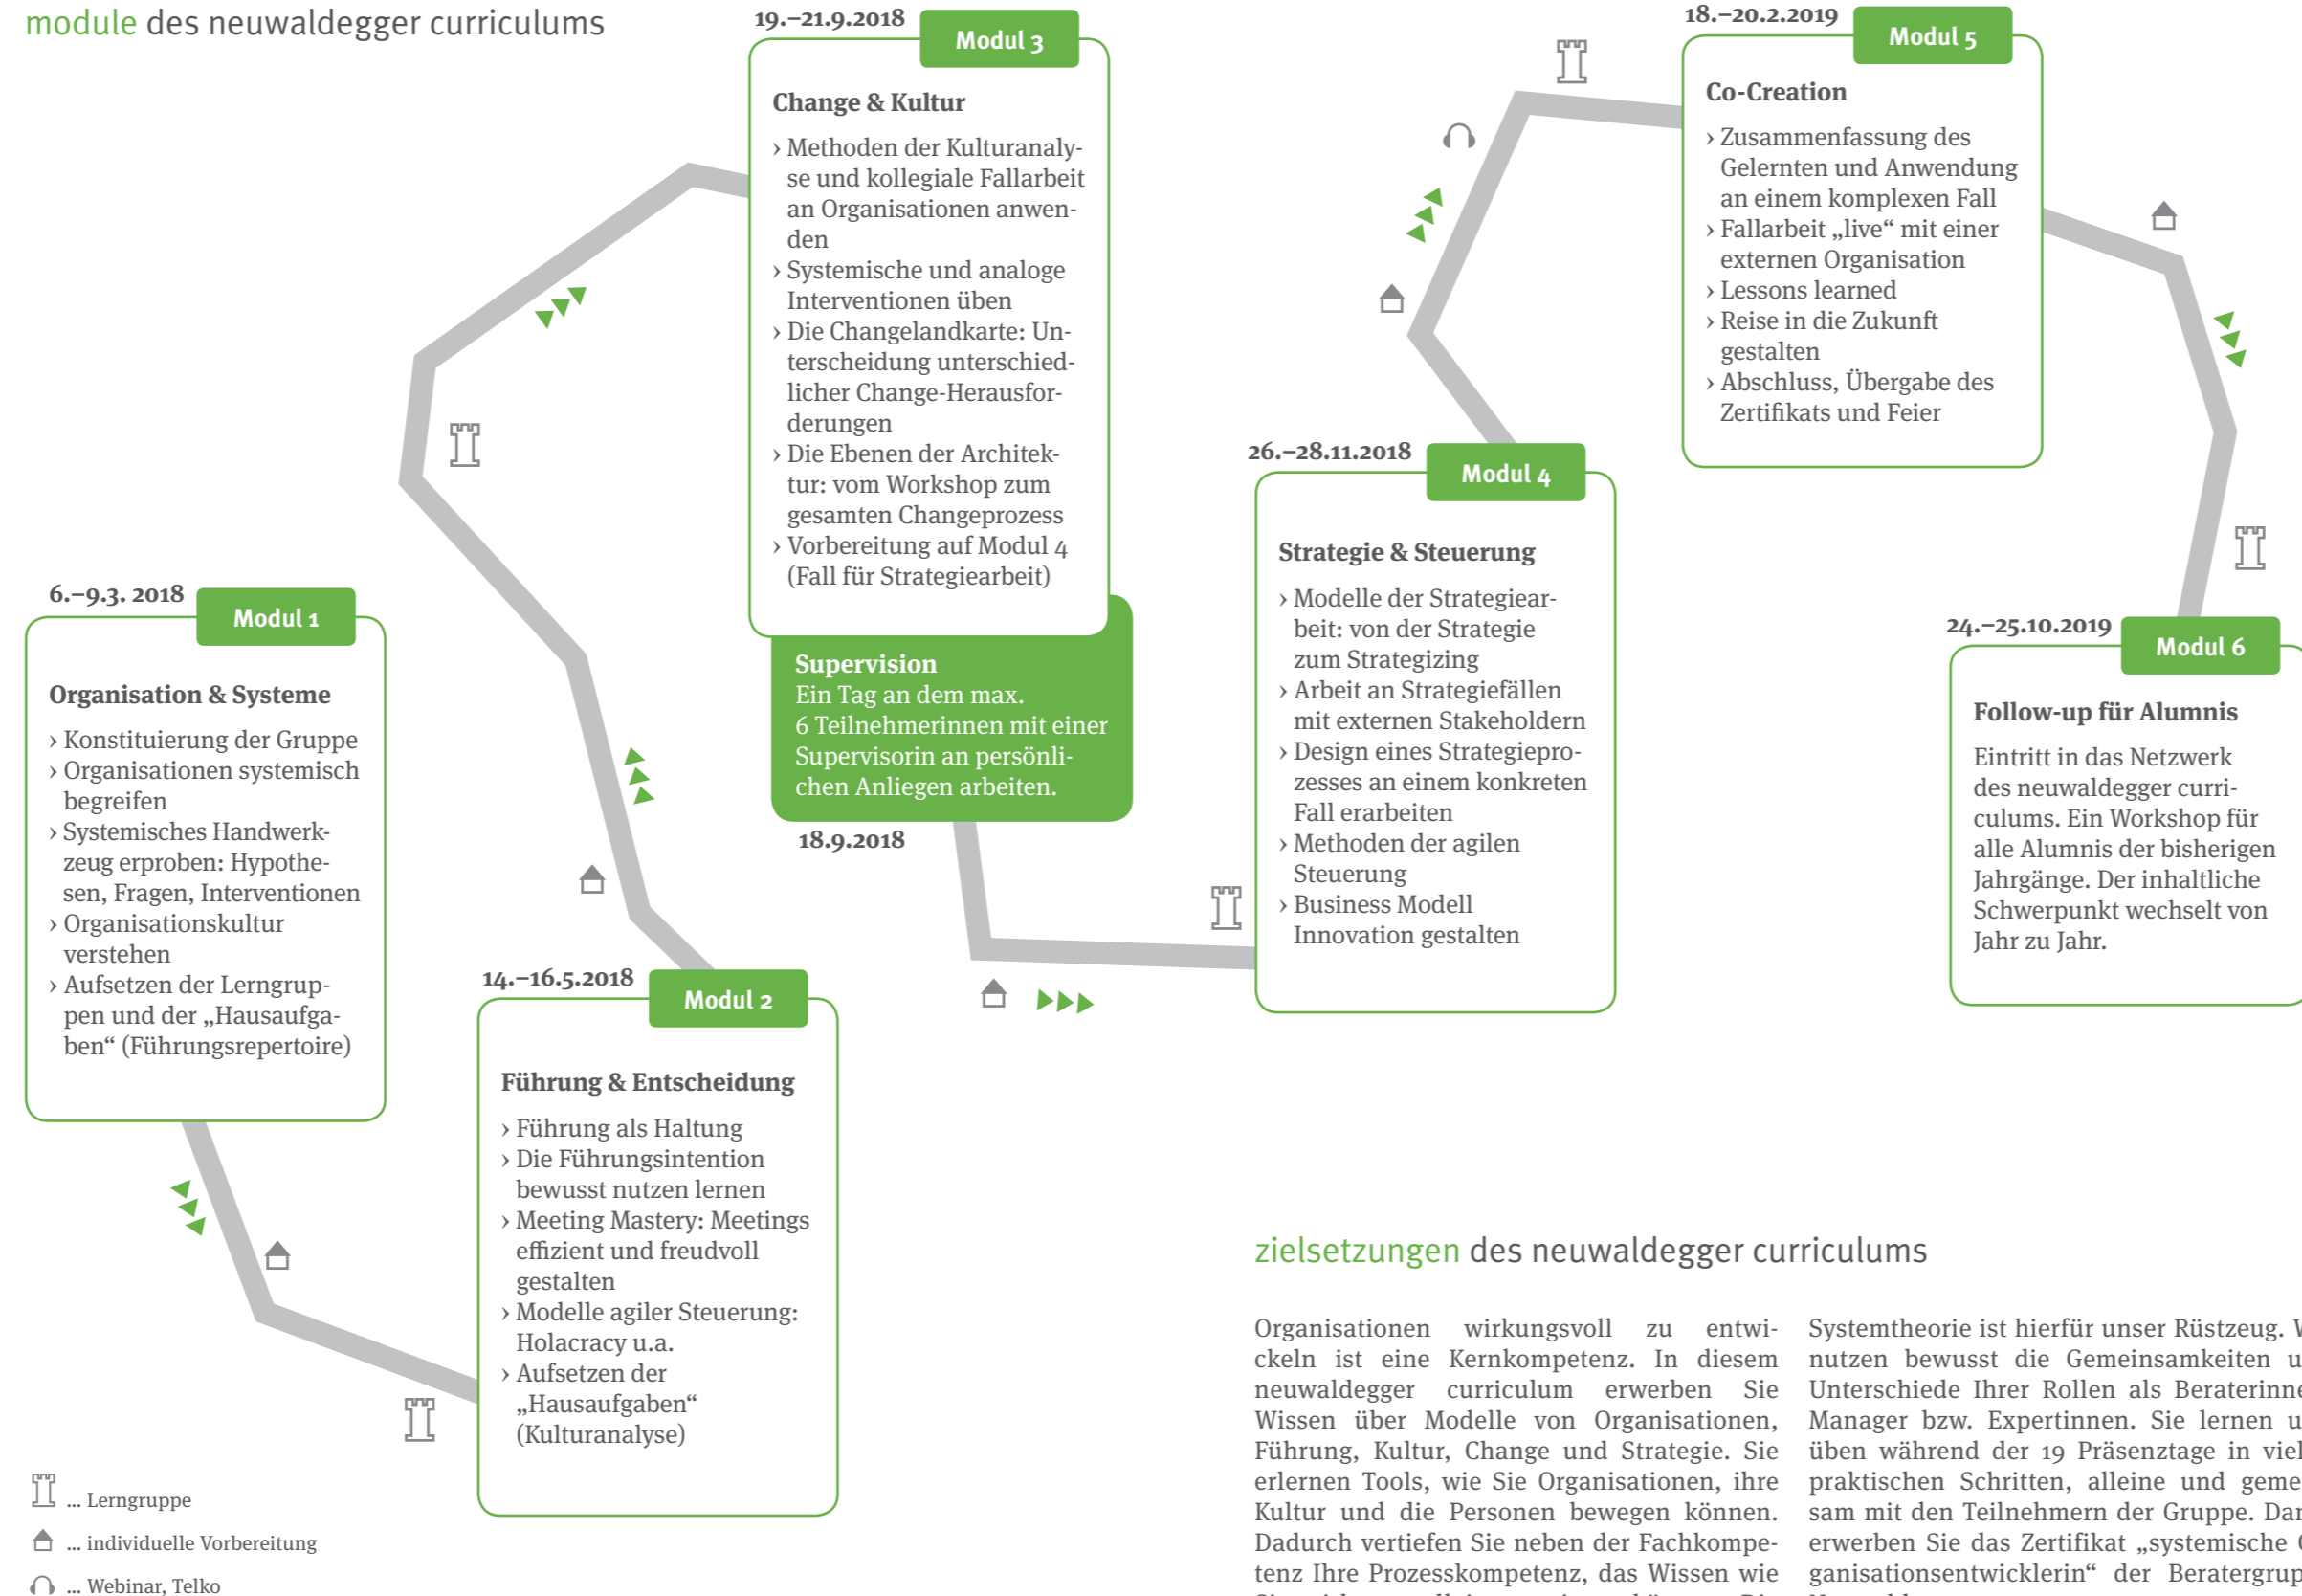 module des neuwaldegger curriculums
6.–9.3. 2018
Modul 1
Organisation & Systeme
› Konstituierung der Gruppe
› Organisationen systemisch
begreifen
› Systemisches Handwerk-
zeug erproben: Hypothe-
sen, Fragen, Interventionen
› Organisationskultur
verstehen
› Aufsetzen der Lerngrup-
pen und der „Hausaufga-
ben“ (Führungsrepertoire)
14.–16.5.2018
Modul 2
Führung & Entscheidung
› Führung als Haltung
› Die Führungsintention
bewusst nutzen lernen
› Meeting Mastery: Meetings
effizient und freudvoll
gestalten
› Modelle agiler Steuerung:
Holacracy u.a.
› Aufsetzen der
„Hausaufgaben“
(Kulturanalyse)
19.–21.9.2018
Modul 3
Change & Kultur
› Methoden der Kulturanaly-
se und kollegiale Fallarbeit
an Organisationen anwen-
den
› Systemische und analoge
Interventionen üben
› Die Changelandkarte: Un-
terscheidung unterschied-
licher Change-Herausfor-
derungen
› Die Ebenen der Architek-
tur: vom Workshop zum
gesamten Changeprozess
› Vorbereitung auf Modul 4
(Fall für Strategiearbeit)
Supervision
Ein Tag an dem max.
6 Teilnehmerinnen mit einer
Supervisorin an persönli-
chen Anliegen arbeiten.
18.9.2018
26.–28.11.2018
Modul 4
Strategie & Steuerung
› Modelle der Strategiear-
beit: von der Strategie
zum Strategizing
› Arbeit an Strategiefällen
mit externen Stakeholdern
› Design eines Strategiepro-
zesses an einem konkreten
Fall erarbeiten
› Methoden der agilen
Steuerung
› Business Modell
Innovation gestalten
18.–20.2.2019
Modul 5
Co-Creation
› Zusammenfassung des
Gelernten und Anwendung
an einem komplexen Fall
› Fallarbeit „live“ mit einer
externen Organisation
› Lessons learned
› Reise in die Zukunft
gestalten
› Abschluss, Übergabe des
Zertifikats und Feier
24.–25.10.2019
Modul 6
Follow-up für Alumnis
Eintritt in das Netzwerk
des neuwaldegger curri-
culums. Ein Workshop für
alle Alumnis der bisherigen
Jahrgänge. Der inhaltliche
Schwerpunkt wechselt von
Jahr zu Jahr.
... Lerngruppe
... individuelle Vorbereitung
... Webinar, Telko
zielsetzungen des neuwaldegger curriculums
Organisationen wirkungsvoll zu entwi-
ckeln ist eine Kernkompetenz. In diesem
neuwaldegger curriculum erwerben Sie
Wissen über Modelle von Organisationen,
Führung, Kultur, Change und Strategie. Sie
erlernen Tools, wie Sie Organisationen, ihre
Kultur und die Personen bewegen können.
Dadurch vertiefen Sie neben der Fachkompe-
tenz Ihre Prozesskompetenz, das Wissen wie
Systemtheorie ist hierfür unser Rüstzeug.
nutzen bewusst die Gemeinsamkeiten
Unterschiede Ihrer Rollen als
Manager bzw. Expertinnen. Sie lernen
üben während der 19 Präsenztage in
praktischen Schritten, alleine und
sam mit den Teilnehmern der Gruppe.
erwerben Sie das Zertifikat „systemische
ganisationsentwicklerin“ der